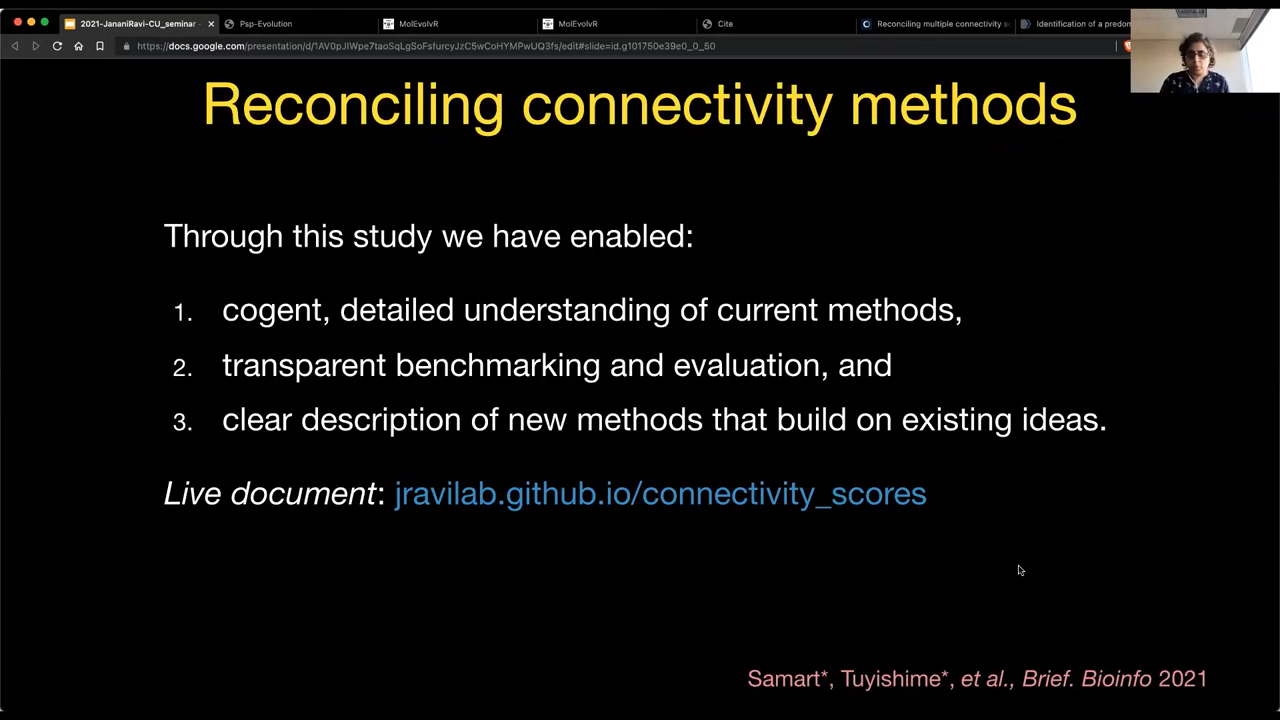 2021-JananiRavi-CU_seminar
Psp-Evolution
MolEvolvR
MolEvolvR
Cite
Reconciling multiple connectivity s
Identification of a predom
https://docs.google.com/presentation/d/1AV0pJIWpe7taoSqLgSoFsfurcyJzC5wCoHYMPwUQ3fs/edit#slide=id.g101750e39e0_0_50
Reconciling connectivity methods
Through this study we have enabled:
1. cogent, detailed understanding of current methods,
2. transparent benchmarking and evaluation, and
3. clear description of new methods that build on existing ideas.
Live document: jravilab.github.io/connectivity_scores
Samart*, Tuyishime*, et al., Brief. Bioinfo 2021